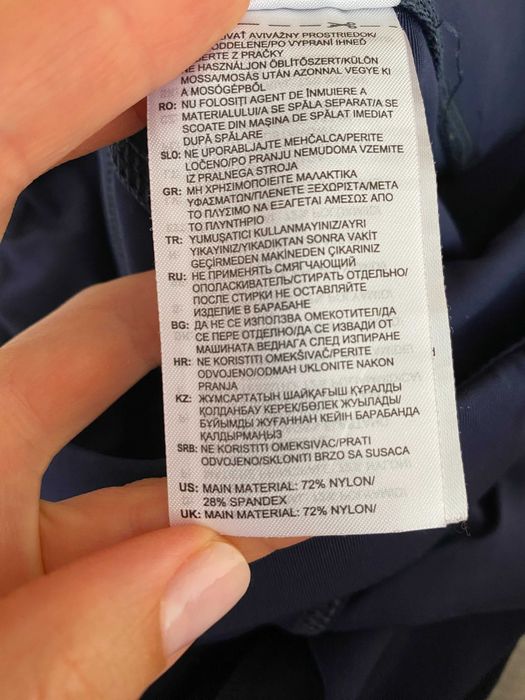 IVAŤ AVIVÁŽNY PROSTRIEDOK/
ODDELENE/PO VYPRANÍ IHNEĎ
BERTE Z PRAČKY
NE HASZNÁLJON ÖBLÍTŐSZERT/KÜLÖN
MOSSA/MOSÁS UTÁN AZONNAL VEGYE KI
A MOSÓGÉPBŐL
RO: NU FOLOSIȚI AGENT DE ÎNMUIERE A
MATERIALULUI/A SE SPĂLA SEPARAT/A SE
SCOATE DIN MAȘINA DE SPĂLAT IMEDIAT
DUPĂ SPĂLARE
SLO: NE UPORABLJAJTE MEHČALCA/PERITE
LOČENO/PO PRANJU NEMUDOMA VZEMITE
IZ PRALNEGA STROJA
GR: ΜΗ ΧΡΗΣΙΜΟΠΟΙΕΙΤΕ ΜΑΛΑΚΤΙΚΑ
ΥΦΑΣΜΑΤΩΝ/ΠΛΕΝΕΤΕ ΞΕΧΩΡΙΣΤΑ/ΜΕΤΑ
ΤΟ ΠΛΥΣΙΜΟ ΝΑ ΕΞΑΓΕΤΑΙ ΑΜΕΣΩΣ ΑΠΟ
ΤΟ ΠΛΥΝΤΗΡΙΟ
TR: YUMUŞATICI KULLANMAYINIZ/AYRI
YIKAYINIZ/YIKADIKTAN SONRA VAKİT
GEÇİRMEDEN MAKİNEDEN ÇIKARINIZ
RU: НЕ ПРИМЕНЯТЬ СМЯГЧАЮЩИЙ
ОПОЛАСКИВАТЕЛЬ/СТИРАТЬ ОТДЕЛЬНО/
ПОСЛЕ СТИРКИ НЕ ОСТАВЛЯЙТЕ
ИЗДЕЛИЕ В БАРАБАНЕ
BG: ДА НЕ СЕ ИЗПОЛЗВА ОМЕКОТИТЕЛ/ДА
СЕ ПЕРЕ ОТДЕЛНО/ДА СЕ ИЗВАДИ ОТ
МАШИНАТА ВЕДНАГА СЛЕД ИЗПИРАНЕ
HR: NE KORISTITI OMEKŠIVAČ/PERITE
ODVOJENO/ODMAH UKLONITE NAKON
PRANJA
KZ: ЖҰМСАРТАТЫН ШАЙҚАҒЫШ ҚҰРАЛДЫ
ҚОЛДАНБАУ КЕРЕК/БӨЛЕК ЖУЫЛАДЫ/
БҰЙЫМДЫ ЖУҒАННАН КЕЙІН БАРАБАНДА
ҚАЛДЫРМАҢЫЗ
SRB: NE KORISTITI OMEKSIVAC/PRATI
ODVOJENO/SKLONITI BRZO SA SUSACA
US: MAIN MATERIAL: 72% NYLON/
28% SPANDEX
UK: MAIN MATERIAL: 72% NYLON/